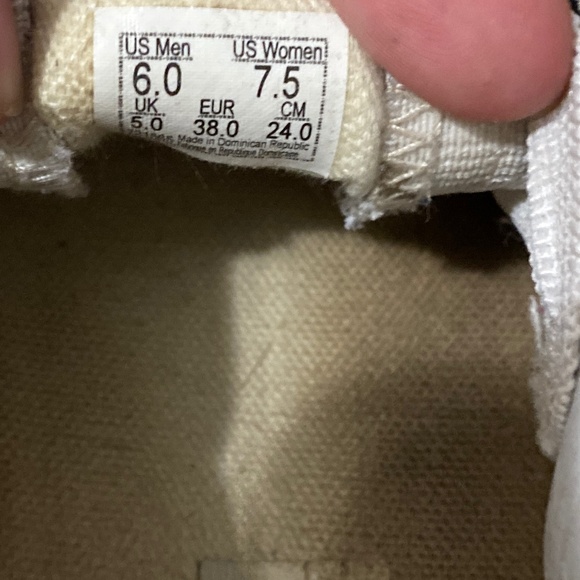 US Men US Women
6.0 7.5
UK EUR CM
5.0 38.0 24.0
Made in Dominican Republic